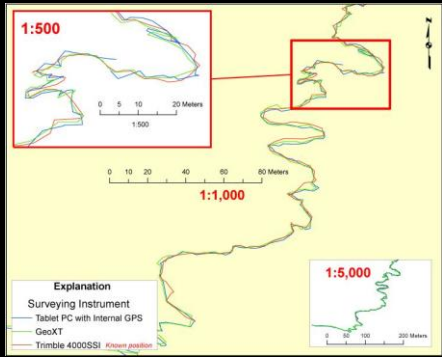 1:500
N
0 5 10 20 Meters
1:500
0 20 40 60 80 Meters
1:1,000
Explanation
Surveying Instrument
Tablet PC with Internal GPS
GeoXT
Trimble 4000SSI Known position
1:5,000
0 50 100 200 Meters